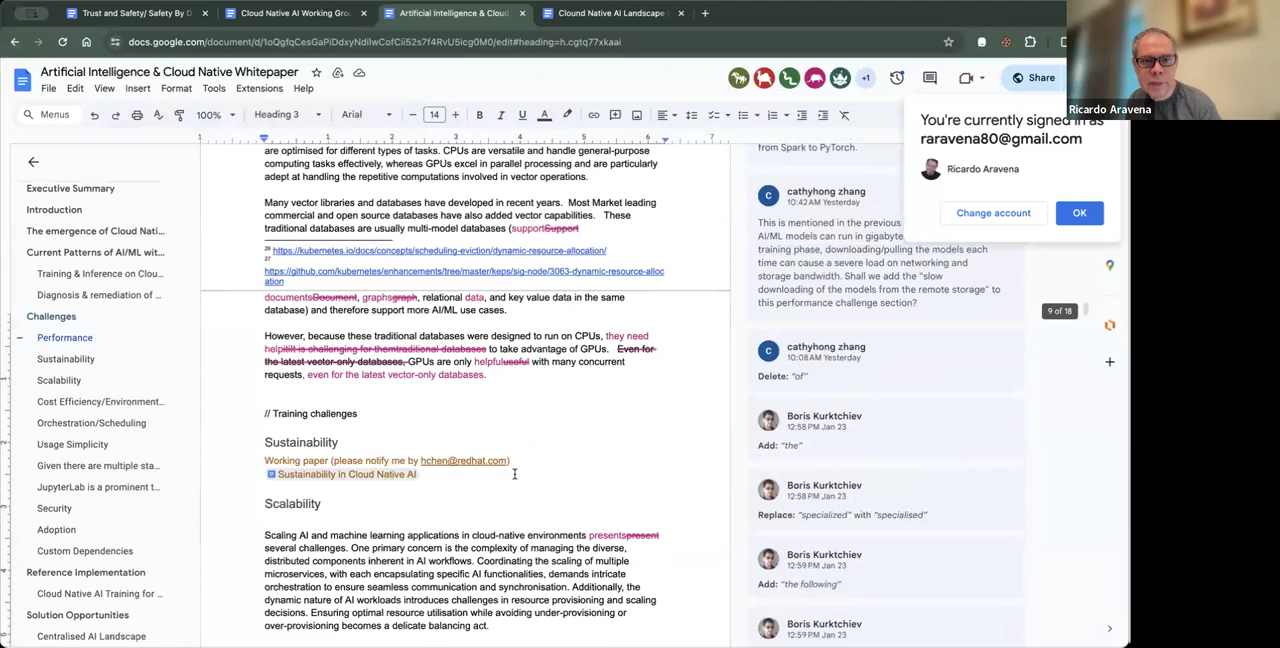 Trust and Safety/ Safety By D
Cloud Native AI Working Gro
Artificial Intelligence & Cloud
Clound Native AI Landscape
docs.google.com/document/d/1oQgfqCesGaPiDdxyNdilwCofCii52s7f4RvU5icg0M0/edit#heading=h.cgtq77xkaai
Artificial Intelligence & Cloud Native Whitepaper
File Edit View Insert Format Tools Extensions Help
+1
Share
Menus
100%
Heading 3
Arial
14
B I U A
1 1 2 3 4 5 6 7
Ricardo Aravena
You're currently signed in as
raravena80@gmail.com
Ricardo Aravena
Change account
OK
Executive Summary
Introduction
The emergence of Cloud Nati...
Current Patterns of AI/ML wit...
Training & Inference on Clou...
Diagnosis & remediation of ...
Challenges
Performance
Sustainability
Scalability
Cost Efficiency/Environment...
Orchestration/Scheduling
Usage Simplicity
Given there are multiple sta...
JupyterLab is a prominent t...
Security
Adoption
Custom Dependencies
Reference Implementation
Cloud Native AI Training for ...
Solution Opportunities
Centralised AI Landscape
are optimised for different types of tasks. CPUs are versatile and handle general-purpose
computing tasks effectively, whereas GPUs excel in parallel processing and are particularly
adept at handling the repetitive computations involved in vector operations.
Many vector libraries and databases have developed in recent years. Most Market leading
commercial and open source databases have also added vector capabilities. These
traditional databases are usually multi-model databases (supportSupport
26 https://kubernetes.io/docs/concepts/scheduling-eviction/dynamic-resource-allocation/
27
https://github.com/kubernetes/enhancements/tree/master/keps/sig-node/3063-dynamic-resource-alloc
ation
documentsDocument, graphsgraph, relational data, and key value data in the same
database) and therefore support more AI/ML use cases.
However, because these traditional databases were designed to run on CPUs, they need
helpitIt is challenging for themtraditional databases to take advantage of GPUs. Even for
the latest vector-only databases, GPUs are only helpfuluseful with many concurrent
requests, even for the latest vector-only databases.
// Training challenges
Sustainability
Working paper (please notify me by hchen@redhat.com)
Sustainability in Cloud Native AI
Scalability
Scaling AI and machine learning applications in cloud-native environments presentspresent
several challenges. One primary concern is the complexity of managing the diverse,
distributed components inherent in AI workflows. Coordinating the scaling of multiple
microservices, with each encapsulating specific AI functionalities, demands intricate
orchestration to ensure seamless communication and synchronisation. Additionally, the
dynamic nature of AI workloads introduces challenges in resource provisioning and scaling
decisions. Ensuring optimal resource utilisation while avoiding under-provisioning or
over-provisioning becomes a delicate balancing act.
from Spark to PyTorch.
C
cathyhong zhang
10:42 AM Yesterday
This is mentioned in the previous
AI/ML models can run in gigabyte
training phase, downloading/pulling the models each
time can cause a severe load on networking and
storage bandwidth. Shall we add the "slow
downloading of the models from the remote storage" to
this performance challenge section?
C
cathyhong zhang
10:08 AM Yesterday
Delete: "of"
Boris Kurktchiev
12:58 PM Jan 23
Add: "the"
Boris Kurktchiev
12:58 PM Jan 23
Replace: "specialized" with "specialised"
Boris Kurktchiev
12:59 PM Jan 23
Add: "the following"
Boris Kurktchiev
12:59 PM Jan 23
9 of 18